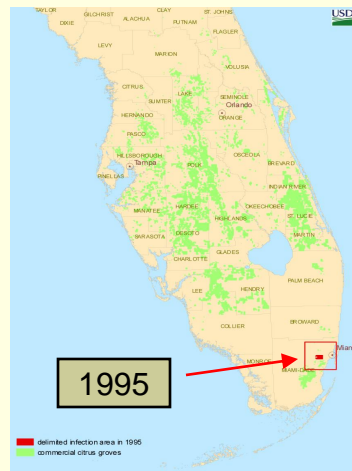 TAYLOR
GILCHRIST
ALACHUA
CLAY
ST. JOHNS
USD
DIXIE
PUTNAM
FLAGLER
LEVY
MARION
VOLUSIA
CITRUS
LAKE
SUMTER
SEMINOLE
Orlando
HERNANDO
ORANGE
PASCO
HILLSBOROUGH
Tampa
POLK
OSCEOLA
BREVARD
PINELLAS
INDIAN RIVER
MANATEE
HARDEE
OKEECHOBEE
HIGHLANDS
ST. LUCIE
SARASOTA
DESOTO
MARTIN
CHARLOTTE
GLADES
LEE
HENDRY
PALM BEACH
COLLIER
BROWARD
MONROE
Miam
MIAMI-DADE
1995
delimited infection area in 1995
commercial citrus groves